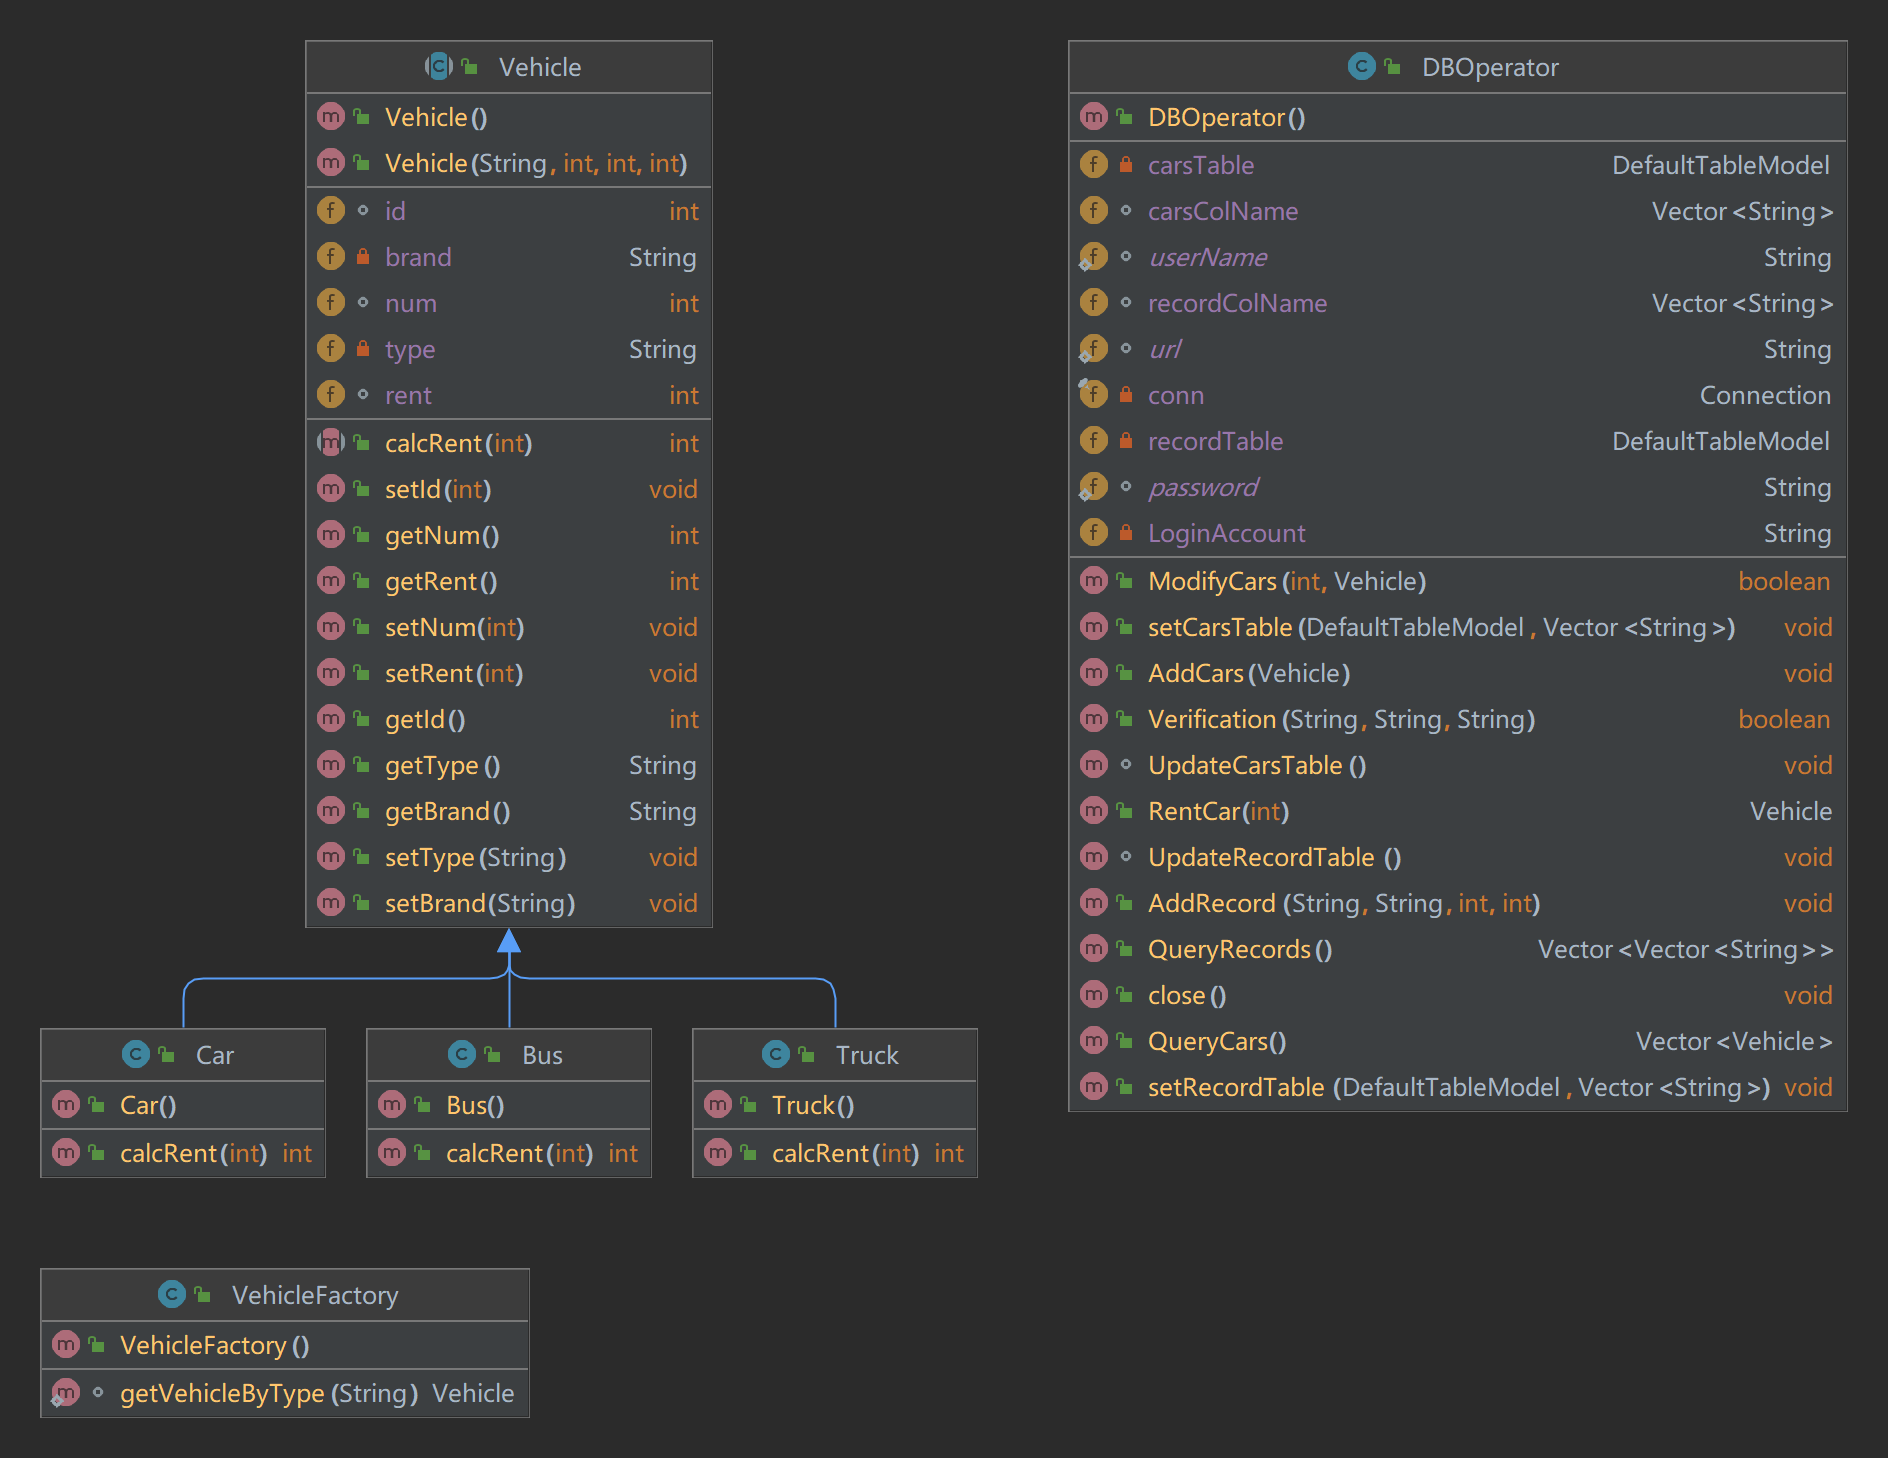 Vehicle
Vehicle()
Vehicle(String, int, int, int)
id int
brand String
num int
type String
rent int
calcRent(int) int
setId(int) void
getNum() int
getRent() int
setNum(int) void
setRent(int) void
getId() int
getType() String
getBrand() String
setType(String) void
setBrand(String) void
DBOperator
DBOperator()
carsTable DefaultTableModel
carsColName Vector<String>
userName String
recordColName Vector<String>
url String
conn Connection
recordTable DefaultTableModel
password String
LoginAccount String
ModifyCars(int, Vehicle) boolean
setCarsTable(DefaultTableModel, Vector<String>) void
AddCars(Vehicle) void
Verification(String, String, String) boolean
UpdateCarsTable() void
RentCar(int) Vehicle
UpdateRecordTable() void
AddRecord(String, String, int, int) void
QueryRecords() Vector<Vector<String>>
close() void
QueryCars() Vector<Vehicle>
setRecordTable(DefaultTableModel, Vector<String>) void
Car
Car()
calcRent(int) int
Bus
Bus()
calcRent(int) int
Truck
Truck()
calcRent(int) int
VehicleFactory
VehicleFactory()
getVehicleByType(String) Vehicle